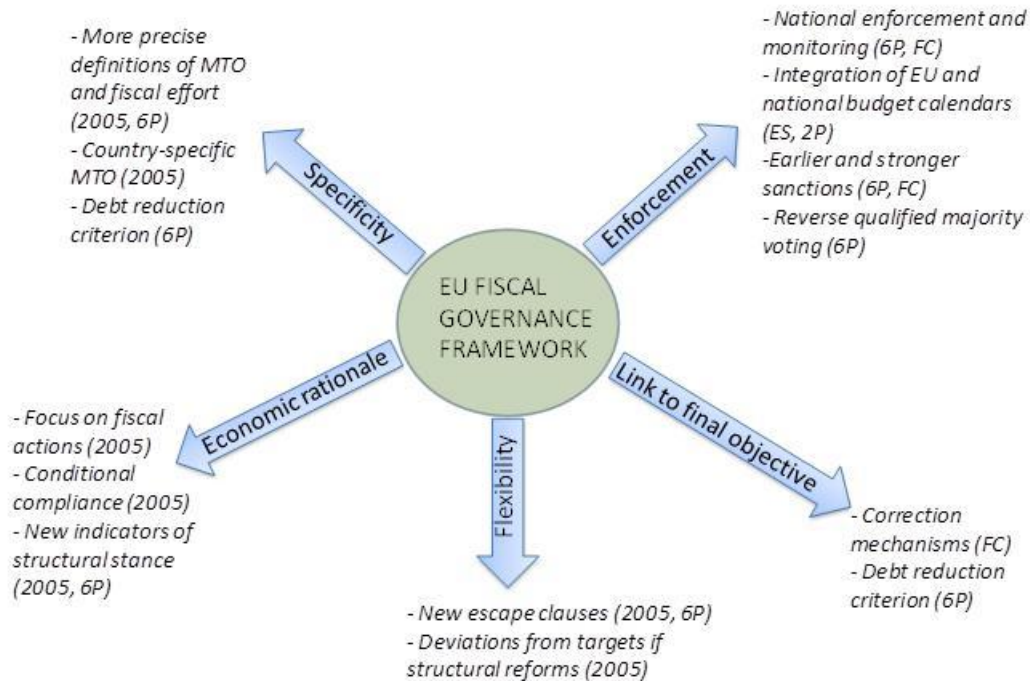 - More precise
definitions of MTO
and fiscal effort
(2005, 6P)
- Country-specific
MTO (2005)
- Debt reduction
criterion (6P)
Specificity
- National enforcement and
monitoring (6P, FC)
- Integration of EU and
national budget calendars
(ES, 2P)
-Earlier and stronger
sanctions (6P, FC)
- Reverse qualified majority
voting (6P)
Enforcement
EU FISCAL
GOVERNANCE
FRAMEWORK
Economic rationale
- Focus on fiscal
actions (2005)
- Conditional
compliance (2005)
- New indicators of
structural stance
(2005, 6P)
Flexibility
- New escape clauses (2005, 6P)
- Deviations from targets if
structural reforms (2005)
Link to final objective
- Correction
mechanisms (FC)
- Debt reduction
criterion (6P)